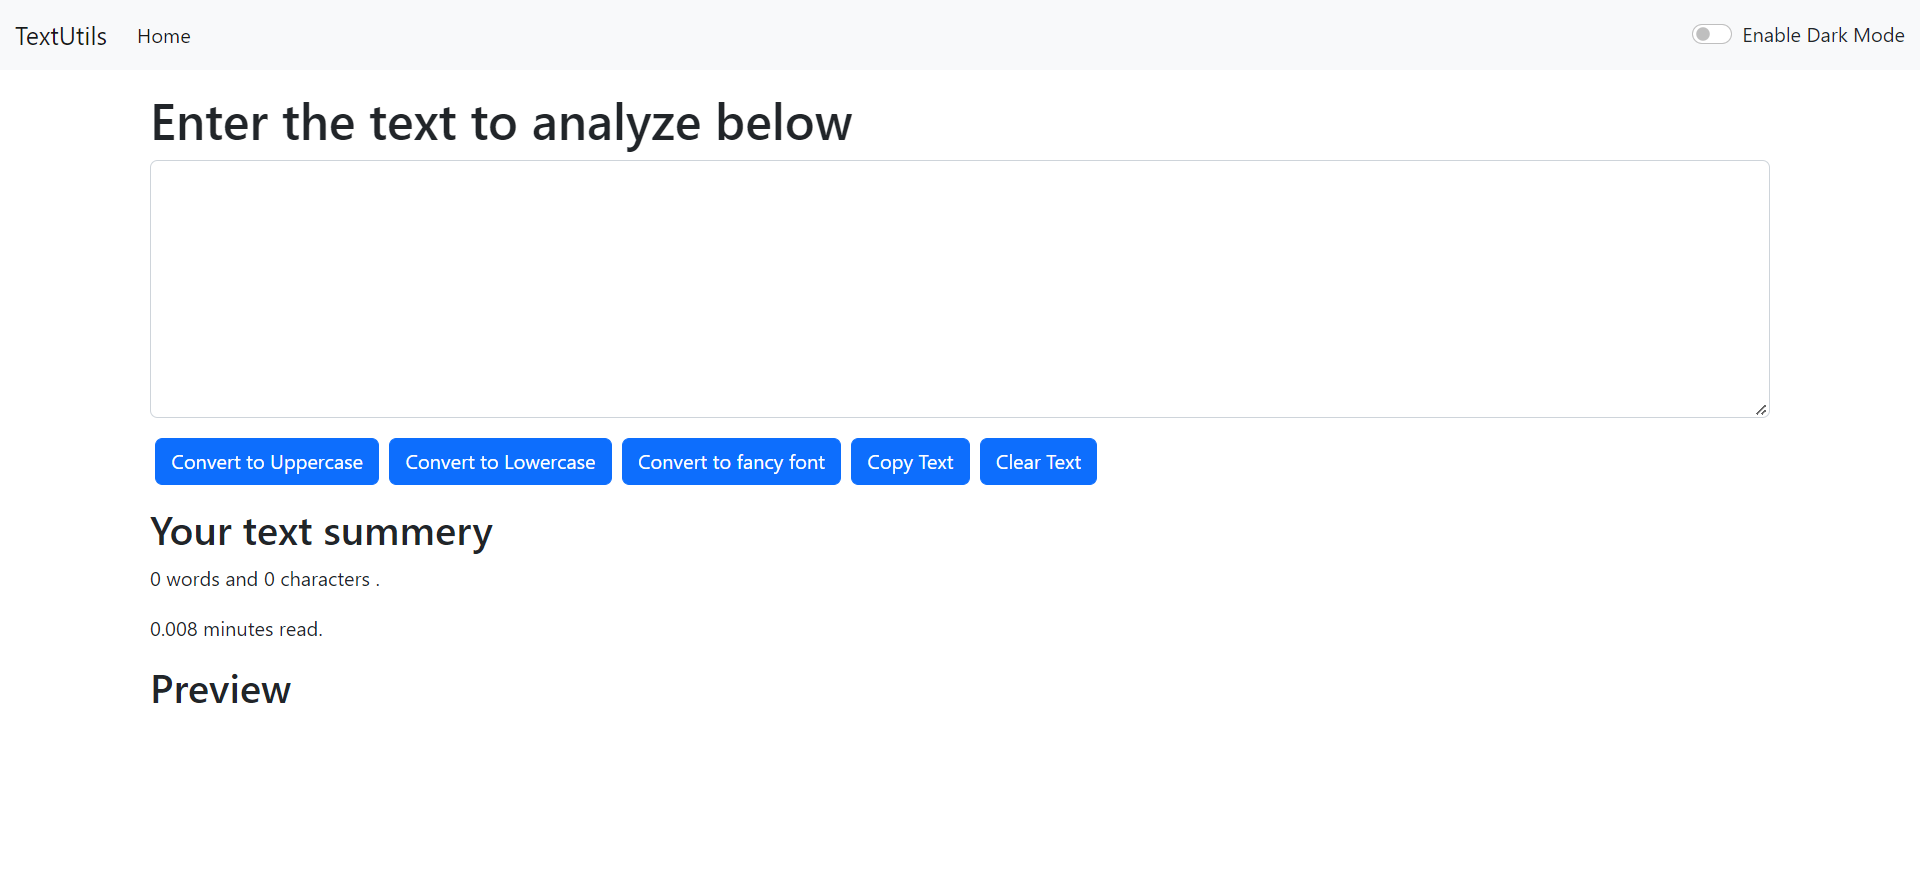 TextUtils Home Enable Dark Mode
Enter the text to analyze below
Convert to Uppercase Convert to Lowercase Convert to fancy font Copy Text Clear Text
Your text summery
0 words and 0 characters .
0.008 minutes read.
Preview